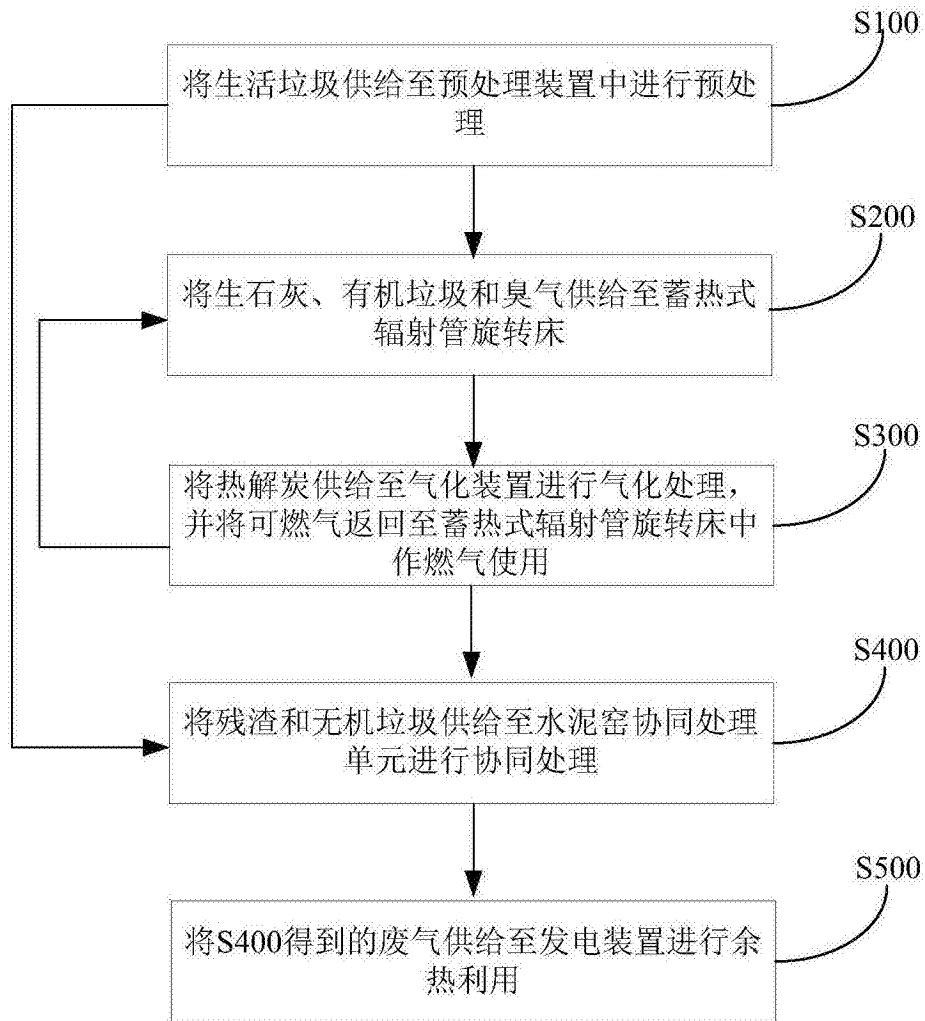 S100
将生活垃圾供给至预处理装置中进行预处
理
S200
将生石灰、有机垃圾和臭气供给至蓄热式
辐射管旋转床
S300
将热解炭供给至气化装置进行气化处理，
并将可燃气返回至蓄热式辐射管旋转床中
作燃气使用
S400
将残渣和无机垃圾供给至水泥窑协同处理
单元进行协同处理
S500
将S400得到的废气供给至发电装置进行余
热利用